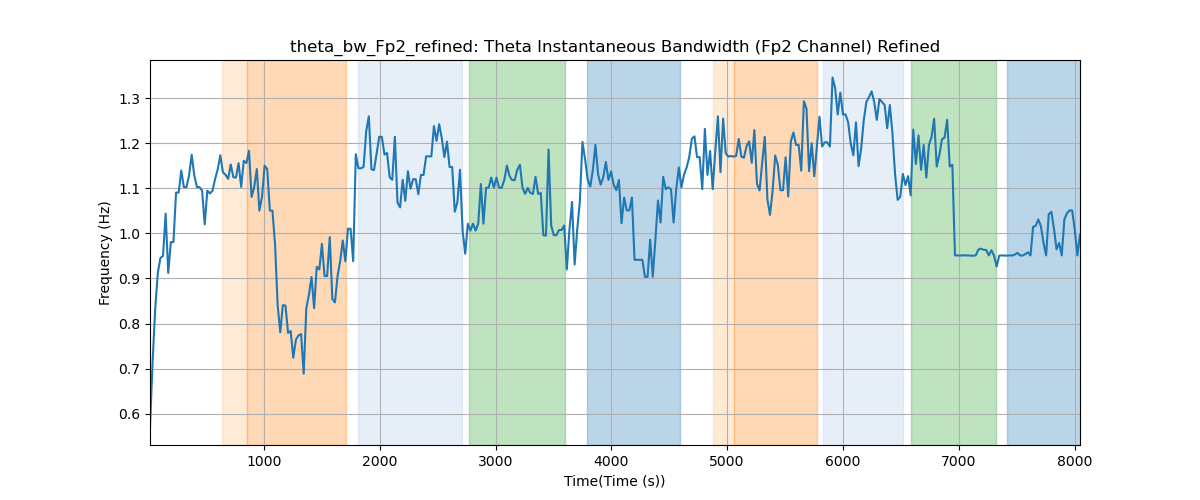 theta_bw_Fp2_refined: Theta Instantaneous Bandwidth (Fp2 Channel) Refined
Frequency (Hz)
1.3
1.2
1.1
1.0
0.9
0.8
0.7
0.6
1000 2000 3000 4000 5000 6000 7000 8000
Time(Time (s))